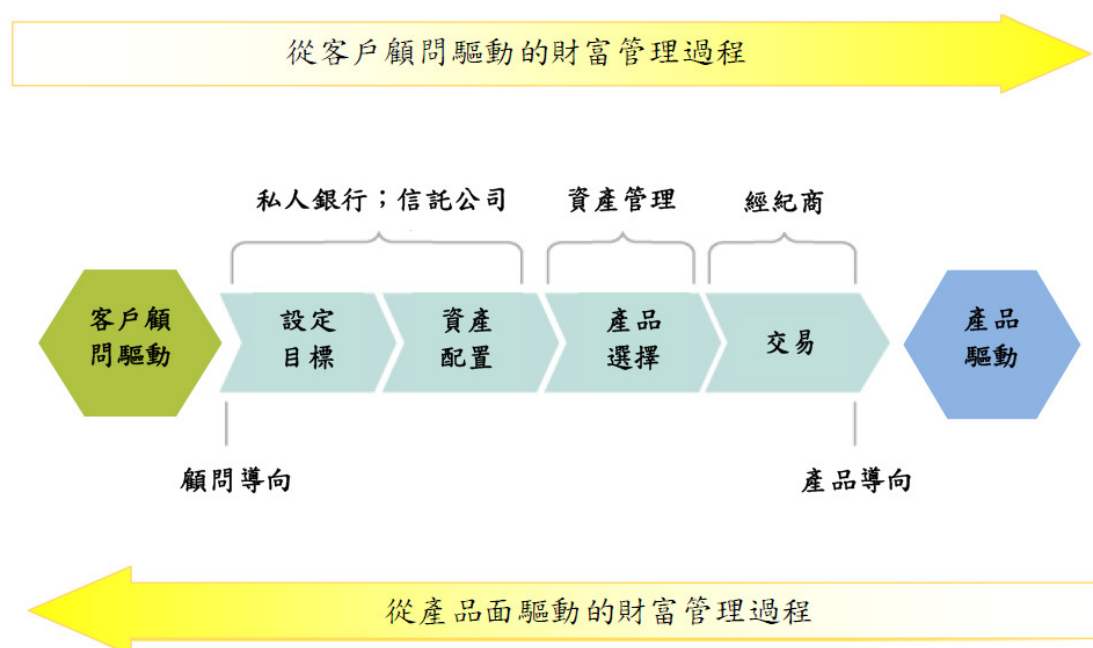 從客戶顧問驅動的財富管理過程
私人銀行；信託公司
資產管理
經紀商
客戶顧
問驅動
設定
目標
資產
配置
產品
選擇
交易
產品
驅動
顧問導向
產品導向
從產品面驅動的財富管理過程